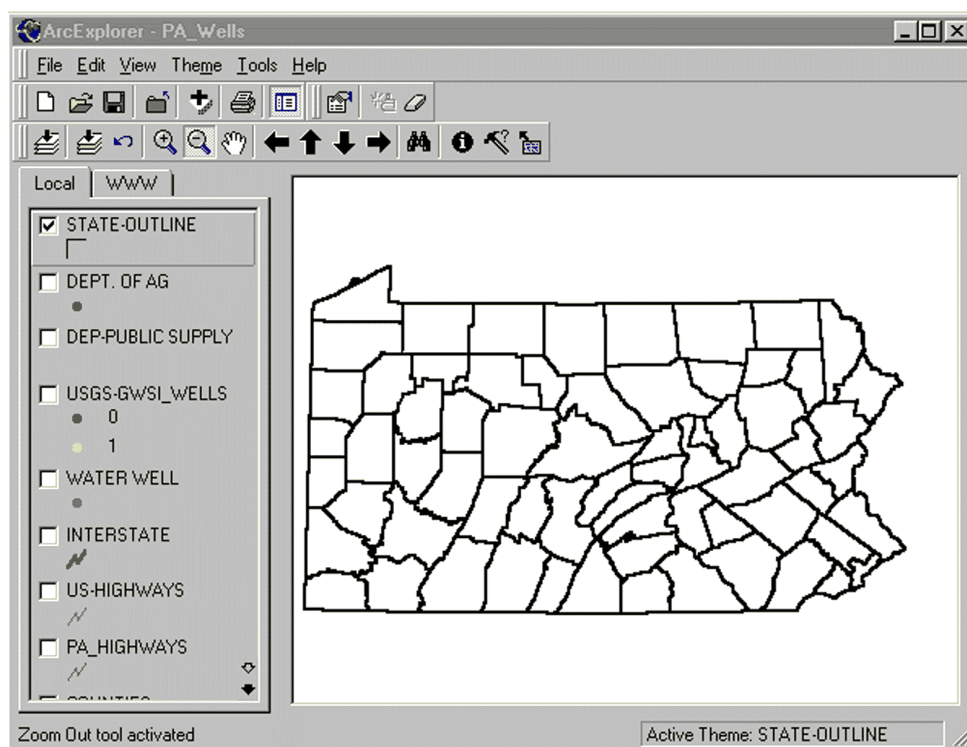 ArcExplorer - PA_Wells
File Edit View Theme Tools Help
Local WWW
STATE-OUTLINE
DEPT. OF AG
DEP-PUBLIC SUPPLY
USGS-GWSI_WELLS
0
1
WATER WELL
INTERSTATE
US-HIGHWAYS
PA_HIGHWAYS
Zoom Out tool activated
Active Theme: STATE-OUTLINE